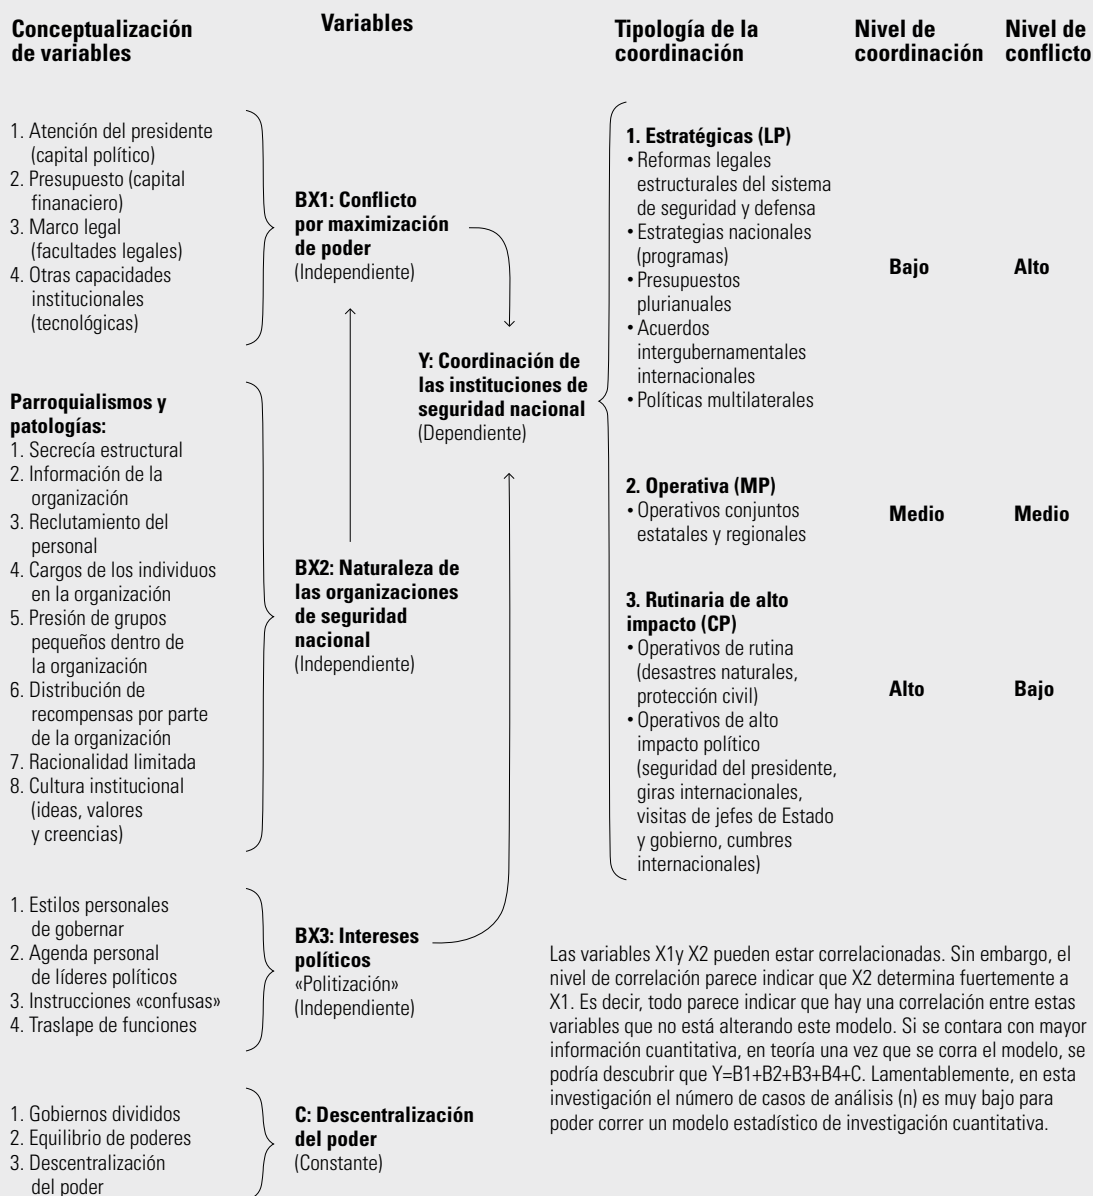 Conceptualización
de variables
Variables
Tipología de la
coordinación
Nivel de
coordinación
Nivel de
conflicto
1. Atención del presidente
(capital político)
2. Presupuesto (capital
finanaciero)
3. Marco legal
(facultades legales)
4. Otras capacidades
institucionales
(tecnológicas)
Parroquialismos y
patologías:
1. Secrecía estructural
2. Información de la
organización
3. Reclutamiento del
personal
4. Cargos de los individuos
en la organización
5. Presión de grupos
pequeños dentro de
la organización
6. Distribución de
recompensas por parte
de la organización
7. Racionalidad limitada
8. Cultura institucional
(ideas, valores
y creencias)
1. Estilos personales
de gobernar
2. Agenda personal
de líderes políticos
3. Instrucciones «confusas»
4. Traslape de funciones
1. Gobiernos divididos
2. Equilibrio de poderes
3. Descentralización
del poder
BX1: Conflicto
por maximización
de poder
(Independiente)
BX2: Naturaleza de
las organizaciones
de seguridad
nacional
(Independiente)
BX3: Intereses
políticos
«Politización»
(Independiente)
C: Descentralización
del poder
(Constante)
Y: Coordinación de
las instituciones de
seguridad nacional
(Dependiente)
1. Estratégicas (LP)
• Reformas legales
estructurales del sistema
de seguridad y defensa
• Estrategias nacionales
(programas)
• Presupuestos
plurianuales
• Acuerdos
intergubernamentales
internacionales
• Políticas multilaterales
Bajo
Alto
2. Operativa (MP)
• Operativos conjuntos
estatales y regionales
Medio
Medio
3. Rutinaria de alto
impacto (CP)
• Operativos de rutina
(desastres naturales,
protección civil)
• Operativos de alto
impacto político
(seguridad del presidente,
giras internacionales,
visitas de jefes de Estado
y gobierno, cumbres
internacionales)
Alto
Bajo
Las variables X1y X2 pueden estar correlacionadas. Sin embargo, el
nivel de correlación parece indicar que X2 determina fuertemente a
X1. Es decir, todo parece indicar que hay una correlación entre estas
variables que no está alterando este modelo. Si se contara con mayor
información cuantitativa, en teoría una vez que se corra el modelo, se
podría descubrir que Y=B1+B2+B3+B4+C. Lamentablemente, en esta
investigación el número de casos de análisis (n) es muy bajo para
poder correr un modelo estadístico de investigación cuantitativa.